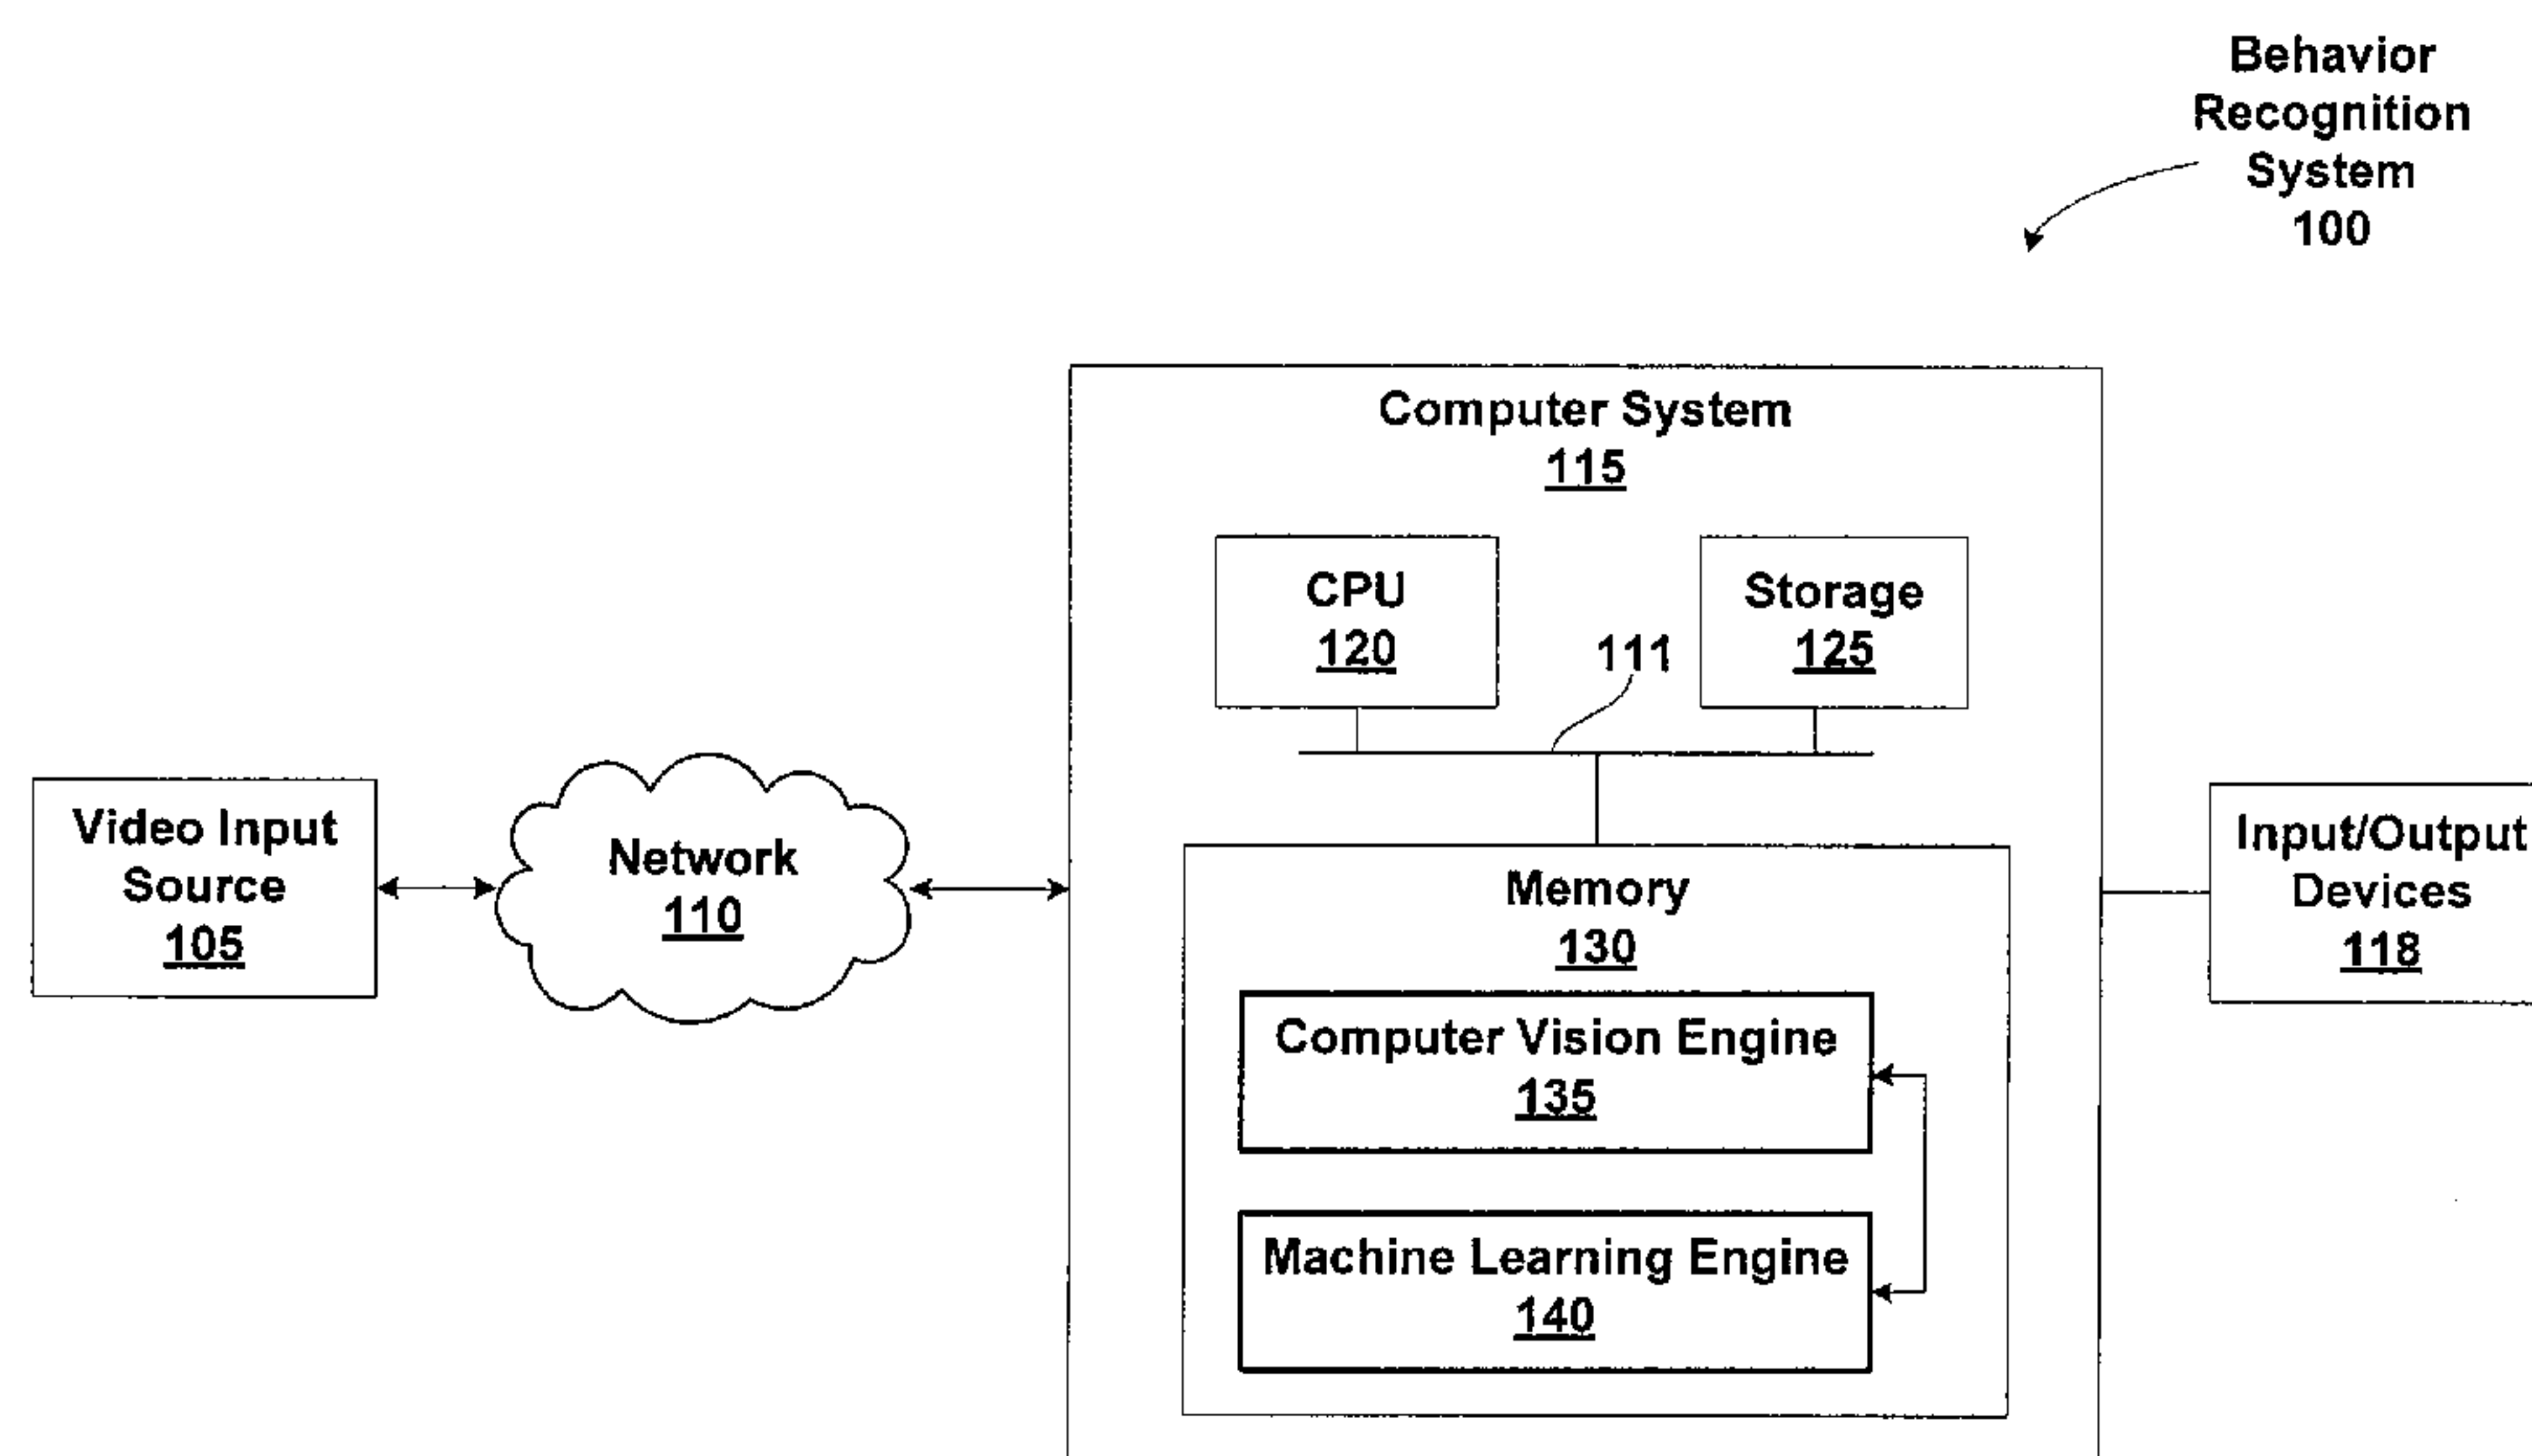 Behavior
Recognition
System
100
Computer System
115
CPU
120
Storage
125
111
Video Input
Source
105
Network
110
Memory
130
Computer Vision Engine
135
Machine Learning Engine
140
Input/Output
Devices
118